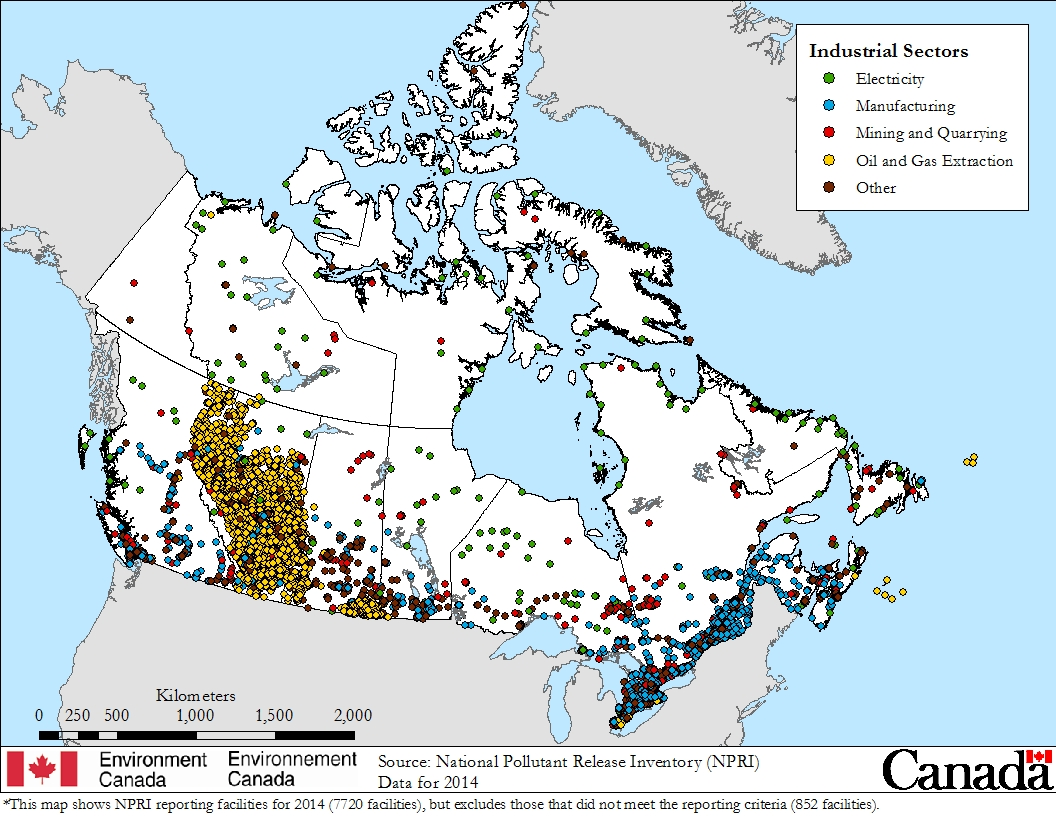 Industrial Sectors
Electricity
Manufacturing
Mining and Quarrying
Oil and Gas Extraction
Other
Kilometers
0 250 500 1,000 1,500 2,000
Environment Canada
Environnement Canada
Source: National Pollutant Release Inventory (NPRI)
Data for 2014
Canada
*This map shows NPRI reporting facilities for 2014 (7720 facilities), but excludes those that did not meet the reporting criteria (852 facilities).